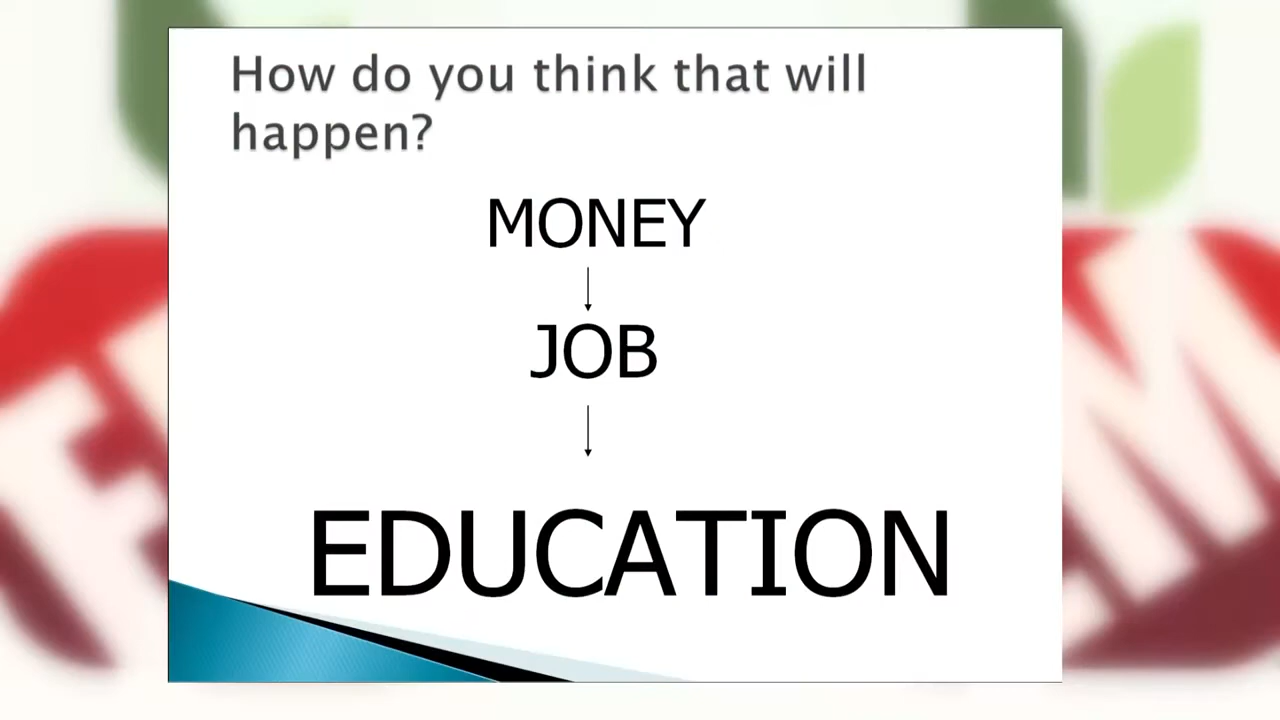 How do you think that will
happen?
MONEY
JOB
EDUCATION